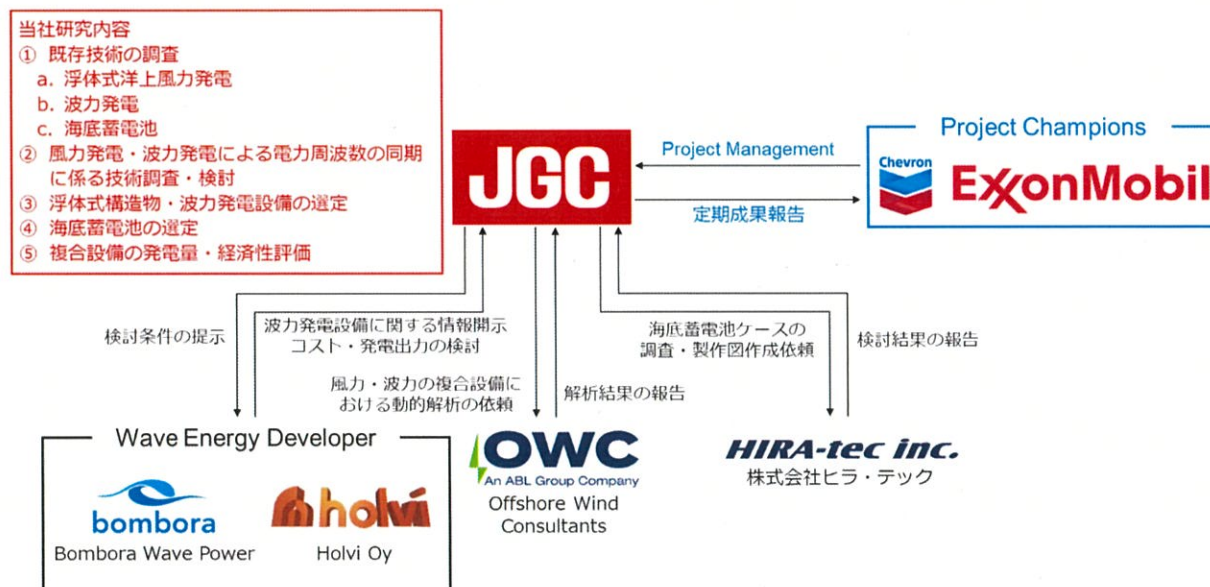 当社研究内容
① 既存技術の調査
a. 浮体式洋上風力発電
b. 波力発電
c. 海底蓄電池
② 風力発電・波力発電による電力周波数の同期
に係る技術調査・検討
③ 浮体式構造物・波力発電設備の選定
④ 海底蓄電池の選定
⑤ 複合設備の発電量・経済性評価
JGC
Project Management
定期成果報告
Project Champions
Chevron
ExxonMobil
検討条件の提示
波力発電設備に関する情報開示
コスト・発電出力の検討
風力・波力の複合設備に
おける動的解析の依頼
解析結果の報告
海底蓄電池ケースの
調査・製作図作成依頼
検討結果の報告
Wave Energy Developer
bombora
Bombora Wave Power
holvi
Holvi Oy
OWC
An ABL Group Company
Offshore Wind
Consultants
HIRA-tec inc.
株式会社ヒラ・テック